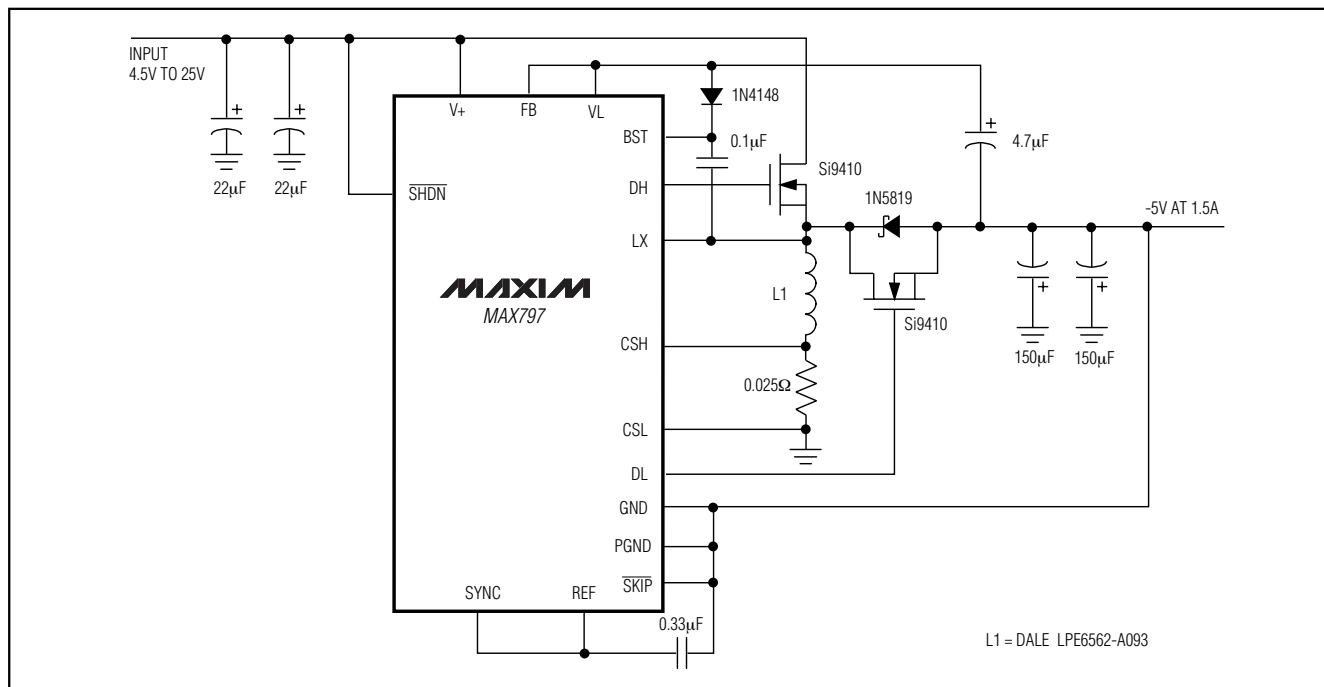 INPUT
4.5V TO 25V
22µF
22µF
+
+
V+
FB
VL
SHDN
BST
DH
LX
CSH
CSL
DL
GND
PGND
SKIP
SYNC
REF
MAXIM
MAX797
1N4148
0.1µF
Si9410
1N5819
+
4.7µF
-5V AT 1.5A
L1
Si9410
+
+
150µF
150µF
0.025Ω
0.33µF
L1 = DALE LPE6562-A093